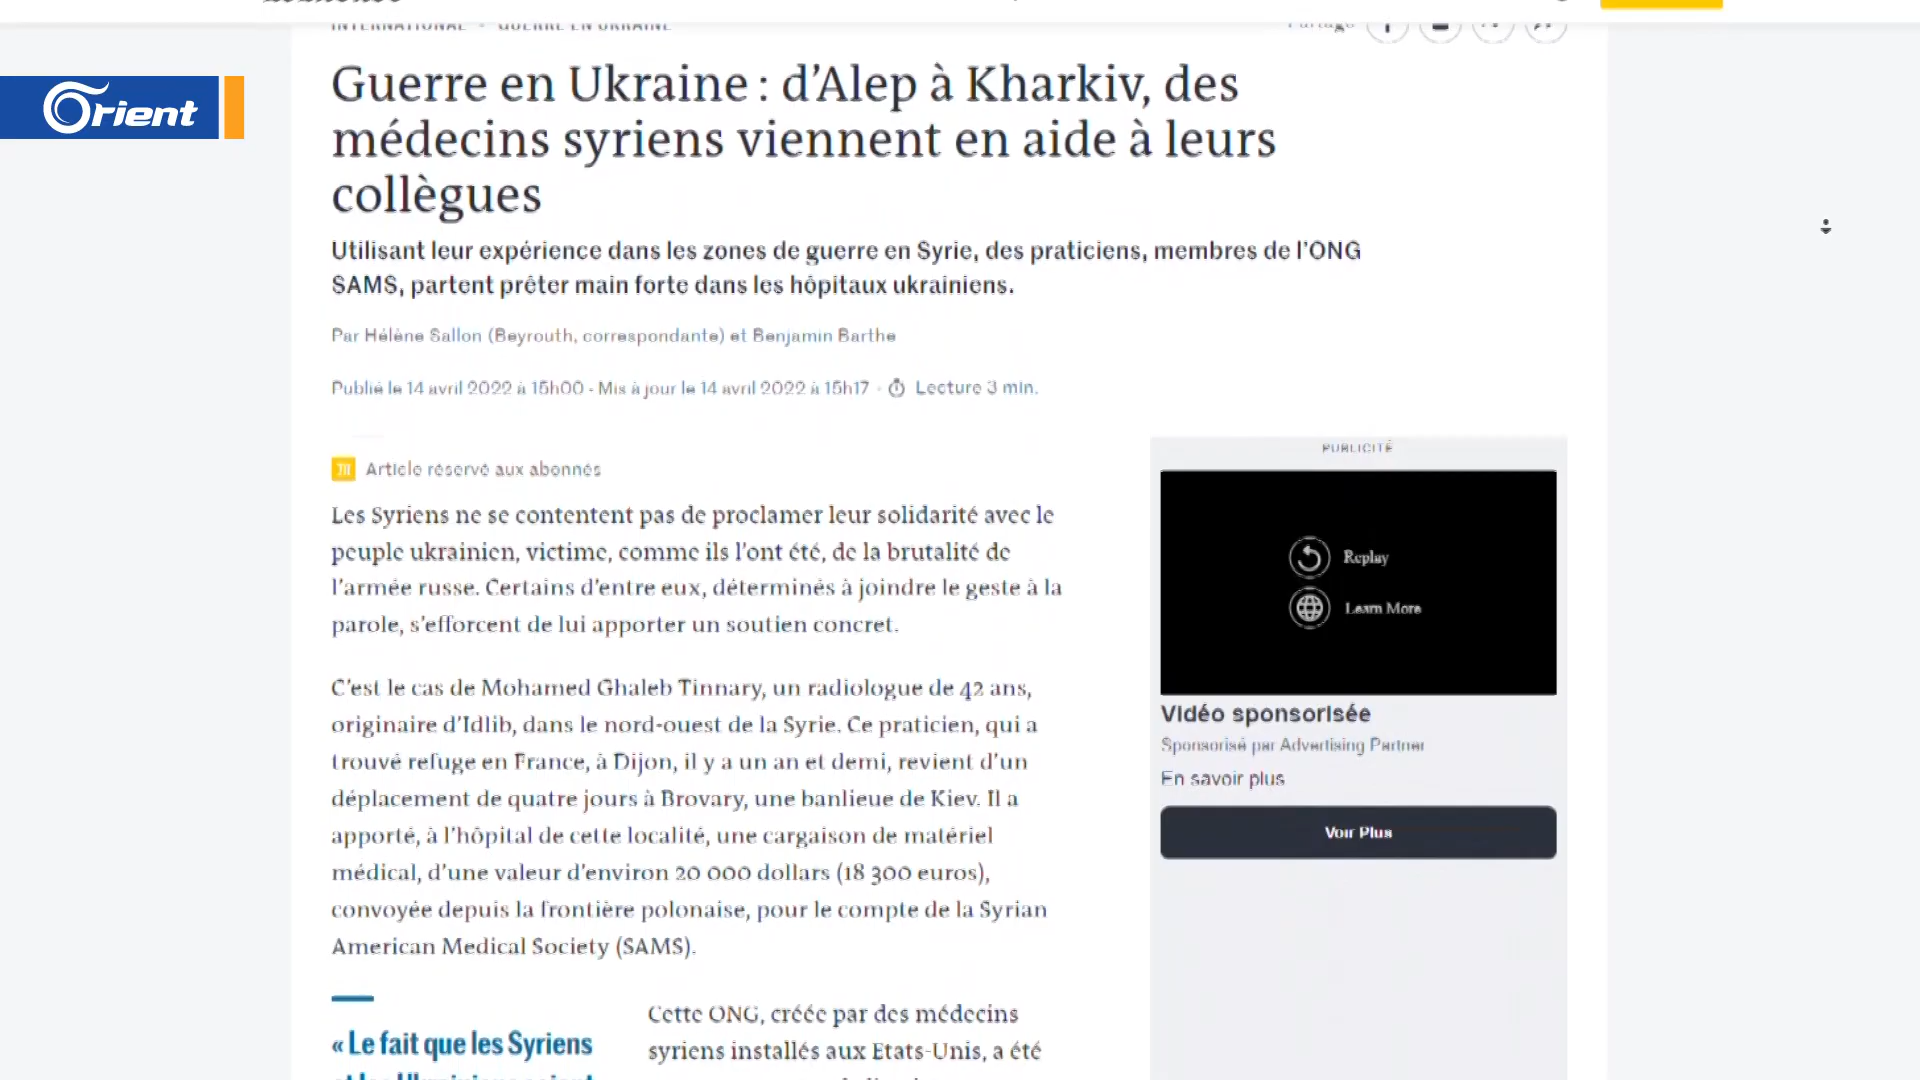 INTERNATIONAL • GUERRE EN UKRAINE
Partage
Orient
Guerre en Ukraine : d’Alep à Kharkiv, des
médecins syriens viennent en aide à leurs
collègues
Utilisant leur expérience dans les zones de guerre en Syrie, des praticiens, membres de l’ONG
SAMS, partent prêter main forte dans les hôpitaux ukrainiens.
Par Hélène Sallon (Beyrouth, correspondante) et Benjamin Barthe
Publié le 14 avril 2022 à 15h00 - Mis à jour le 14 avril 2022 à 15h17 · Lecture 3 min.
Article réservé aux abonnés
Les Syriens ne se contentent pas de proclamer leur solidarité avec le
peuple ukrainien, victime, comme ils l’ont été, de la brutalité de
l’armée russe. Certains d’entre eux, déterminés à joindre le geste à la
parole, s’efforcent de lui apporter un soutien concret.
C’est le cas de Mohamed Ghaleb Tinnary, un radiologue de 42 ans,
originaire d’Idlib, dans le nord-ouest de la Syrie. Ce praticien, qui a
trouvé refuge en France, à Dijon, il y a un an et demi, revient d’un
déplacement de quatre jours à Brovary, une banlieue de Kiev. Il a
apporté, à l’hôpital de cette localité, une cargaison de matériel
médical, d’une valeur d’environ 20 000 dollars (18 300 euros),
convoyée depuis la frontière polonaise, pour le compte de la Syrian
American Medical Society (SAMS).
« Le fait que les Syriens
Cette ONG, créée par des médecins
syriens installés aux Etats-Unis, a été
PUBLICITÉ
Replay
Learn More
Vidéo sponsorisée
Sponsorisé par Advertising Partner
En savoir plus
Voir Plus